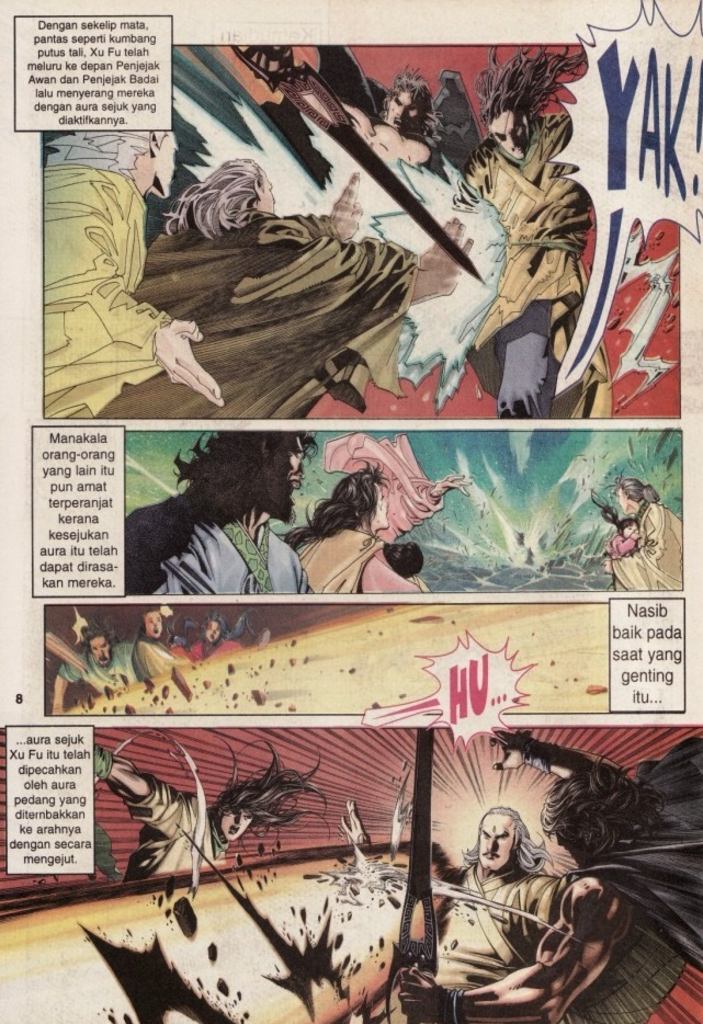 Dengan sekelip mata,
pantas seperti kumbang
putus tali, Xu Fu telah
meluru ke depan Penjejak
Awan dan Penjejak Badai
lalu menyerang mereka
dengan aura sejuk yang
diaktifkannya.
YAK!
Manakala
orang-orang
yang lain itu
pun amat
terperanjat
kerana
kesejukan
aura itu telah
dapat dirasa-
kan mereka.
Nasib
baik pada
saat yang
genting
itu...
HU...
8
...aura sejuk
Xu Fu itu telah
dipecahkan
oleh aura
pedang yang
diternbakkan
ke arahnya
dengan secara
mengejut.